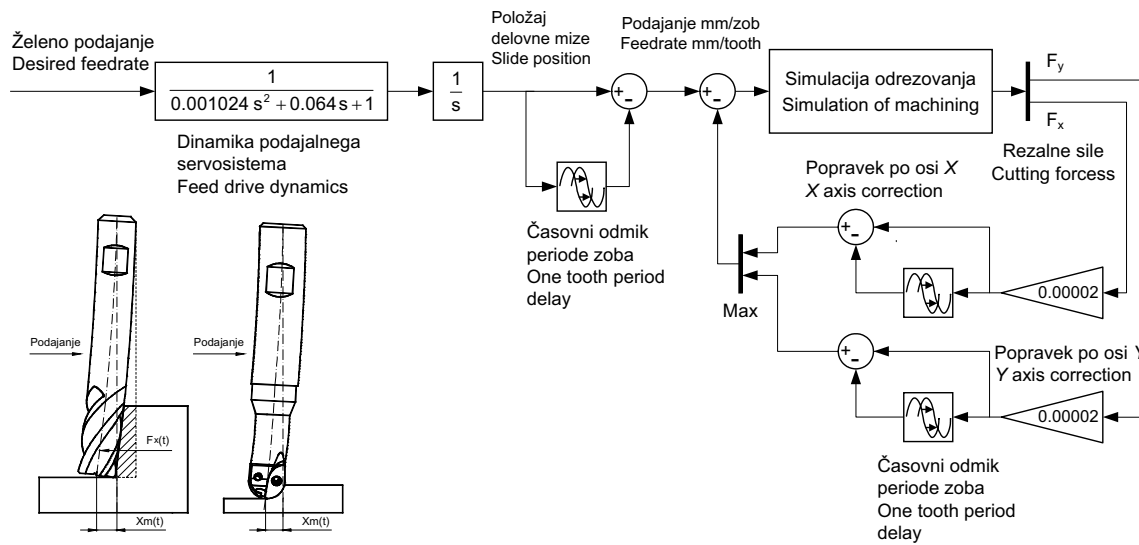 Želeno podajanje
Desired feedrate
1
0.001024 s² + 0.064 s + 1
Dinamika podajalnega
servosistema
Feed drive dynamics
1
s
Položaj
delovne mize
Slide position
+
-
Časovni odmik
periode zoba
One tooth period
delay
Podajanje mm/zob
Feedrate mm/tooth
+
-
Simulacija odrezovanja
Simulation of machining
Fy
Fx
Rezalne sile
Cutting forcess
Popravek po osi X
X axis correction
+
-
0.00002
Max
+
-
Popravek po osi Y
Y axis correction
0.00002
Časovni odmik
periode zoba
One tooth period
delay
Podajanje
Fx(t)
Xm(t)
Podajanje
Xm(t)